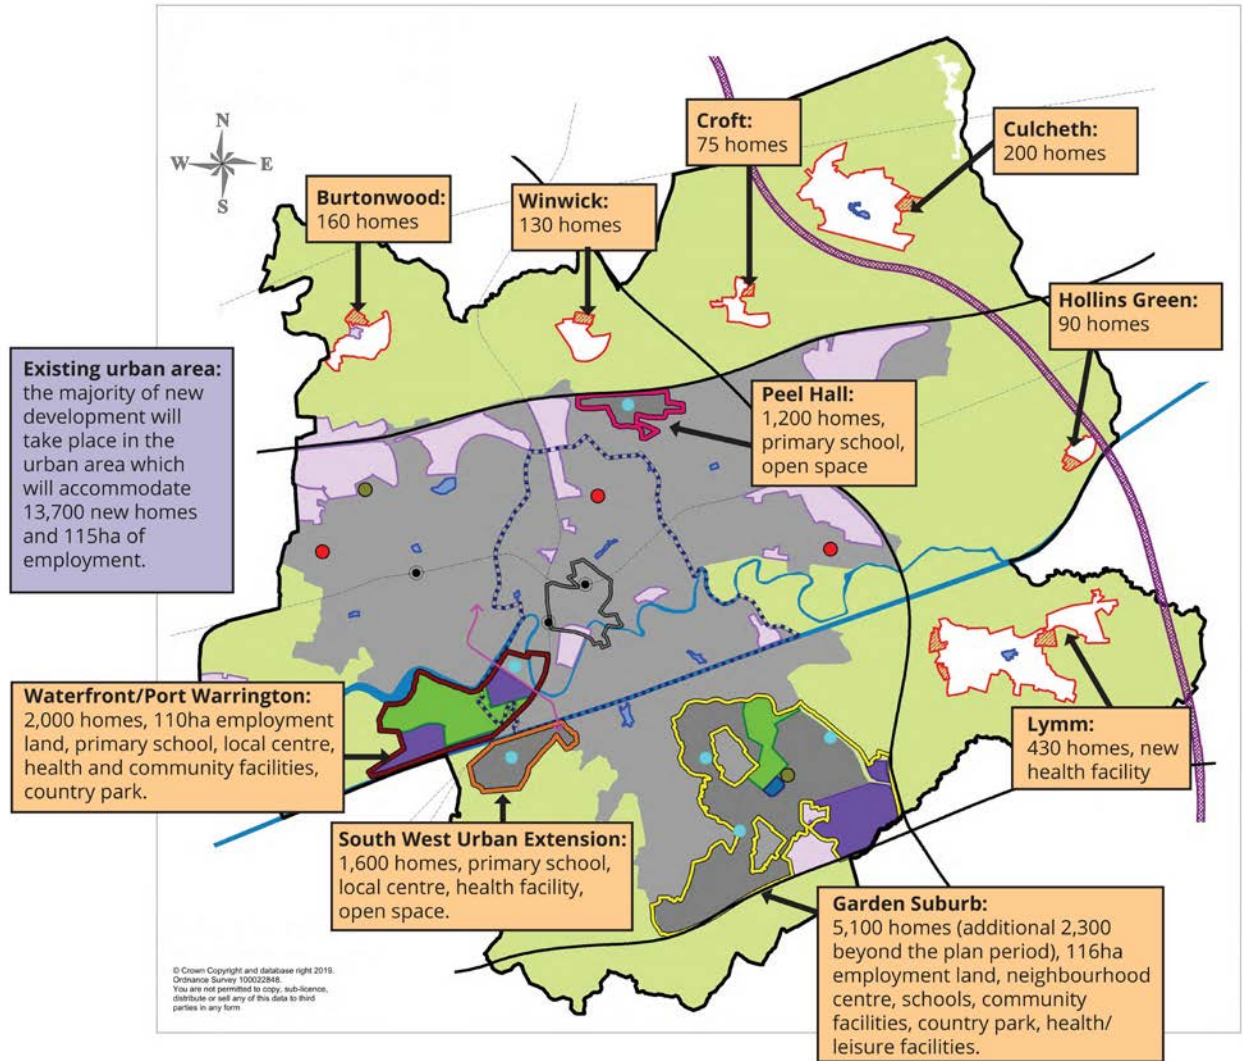 N
W
E
S
Croft:
75 homes
Culcheth:
200 homes
Burtonwood:
160 homes
Winwick:
130 homes
Hollins Green:
90 homes
Existing urban area:
the majority of new
development will
take place in the
urban area which
will accommodate
13,700 new homes
and 115ha of
employment.
Peel Hall:
1,200 homes,
primary school,
open space
Waterfront/Port Warrington:
2,000 homes, 110ha employment
land, primary school, local centre,
health and community facilities,
country park.
Lymm:
430 homes, new
health facility
South West Urban Extension:
1,600 homes, primary school,
local centre, health facility,
open space.
Garden Suburb:
5,100 homes (additional 2,300
beyond the plan period), 116ha
employment land, neighbourhood
centre, schools, community
facilities, country park, health/
leisure facilities.
© Crown Copyright and database right 2019.
Ordnance Survey 100022848.
You are not permitted to copy, sub-licence,
distribute or sell any of this data to third
parties in any form